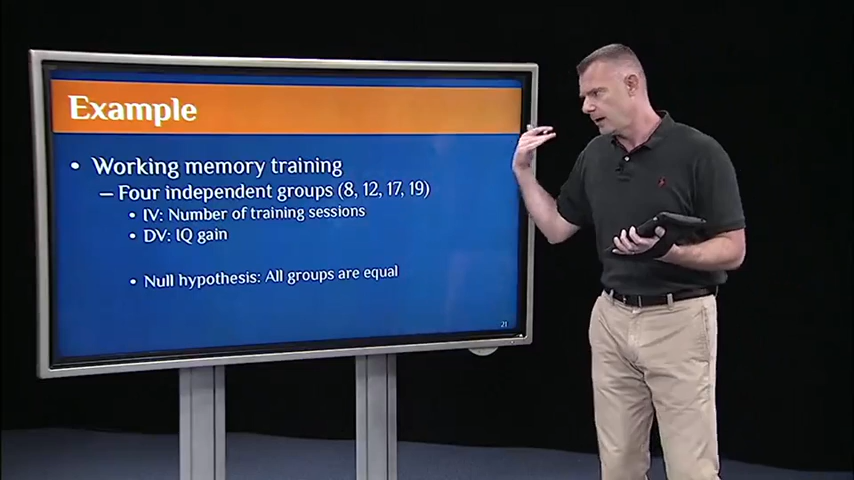 Example
• Working memory training
– Four independent groups (8, 12, 17, 19)
• IV: Number of training sessions
• DV: IQ gain
• Null hypothesis: All groups are equal
21